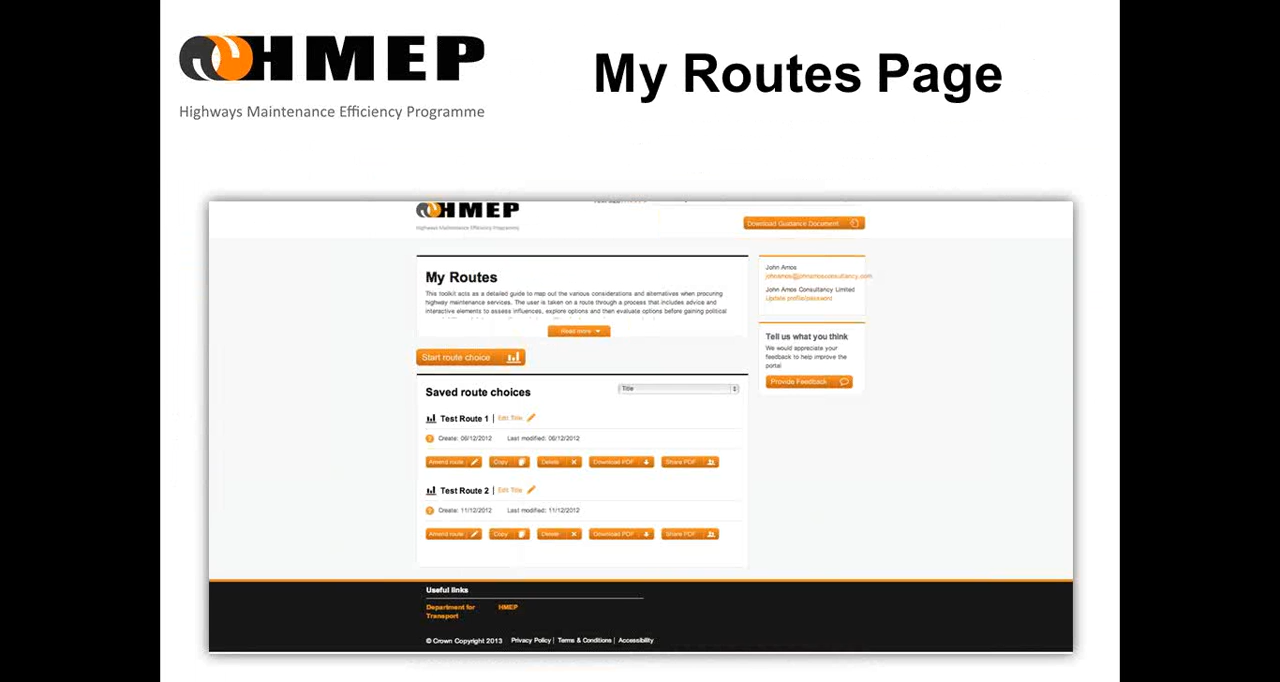 HMEP
Highways Maintenance Efficiency Programme
My Routes Page
HMEP
Highways Maintenance Efficiency Programme
Download Guidance Document
My Routes
This toolkit acts as a detailed guide to map out the various considerations and alternatives when procuring
highway maintenance services. The user is taken on a route through a process that includes advice and
interactive elements to assess influences, explore options and then evaluate options before gaining political
Read more
Start route choice
Saved route choices
Title
Test Route 1 | Edit Title
Create: 06/12/2012 Last modified: 06/12/2012
Amend route Copy Delete Download PDF Share PDF
Test Route 2 | Edit Title
Create: 11/12/2012 Last modified: 11/12/2012
Amend route Copy Delete Download PDF Share PDF
John Amos
johnamos@johnamosconsultancy.com
John Amos Consultancy Limited
Update profile/password
Tell us what you think
We would appreciate your
feedback to help improve the
portal
Provide Feedback
Useful links
Department for
Transport
HMEP
© Crown Copyright 2013 Privacy Policy | Terms & Conditions | Accessibility